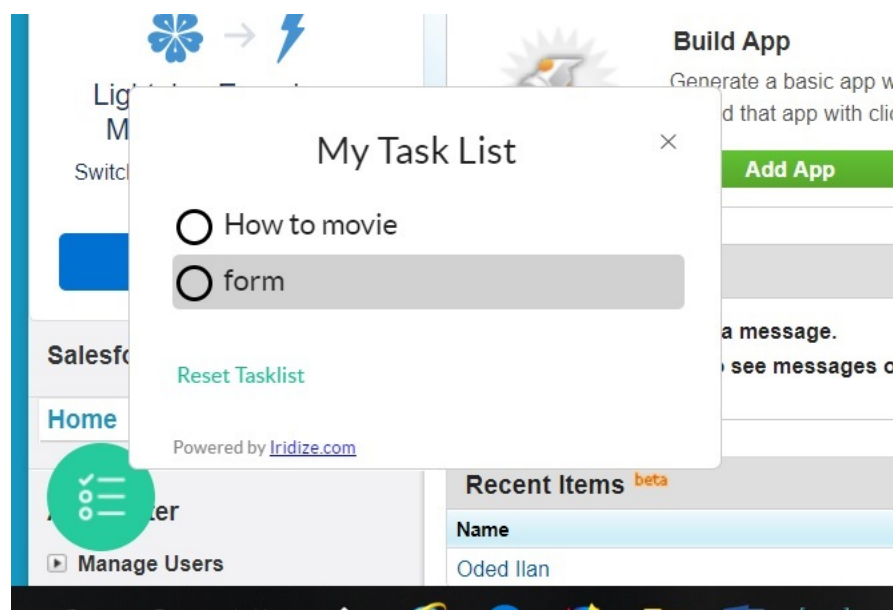 Build App
Generate a basic app w
d that app with clic
Add App
Lig
M
Switcl
My Task List
How to movie
form
Reset Tasklist
Powered by Iridize.com
a message.
see messages o
Salesfo
Home
ter
Manage Users
Recent Items beta
Name
Oded Ilan